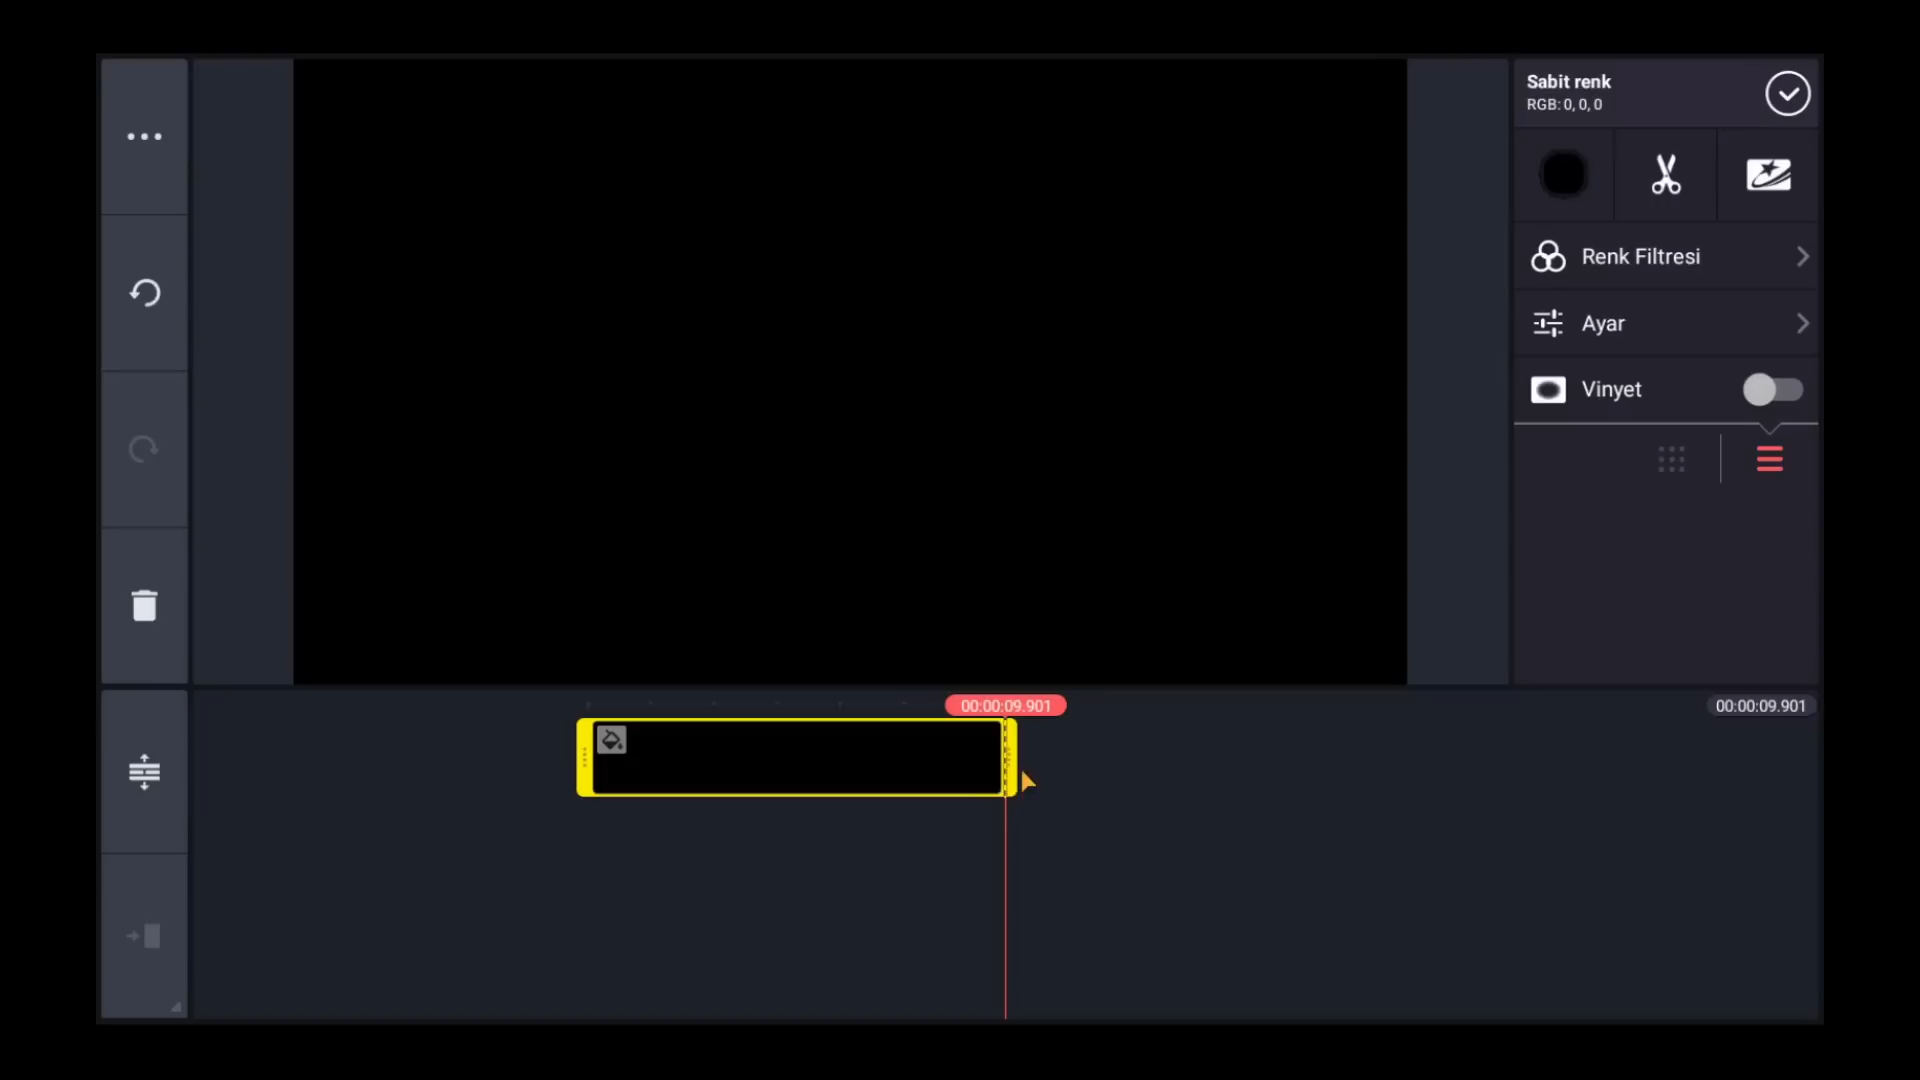 Sabit renk
RGB: 0, 0, 0
Renk Filtresi
Ayar
Vinyet
00:00:09.901
00:00:09.901